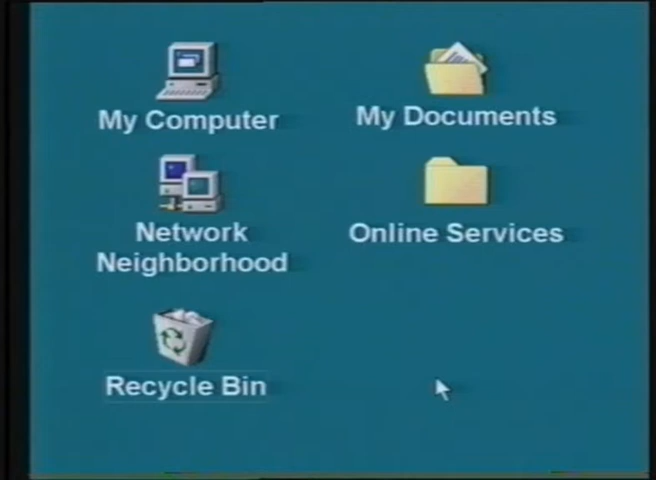 My Computer
My Documents
Network
Neighborhood
Online Services
Recycle Bin